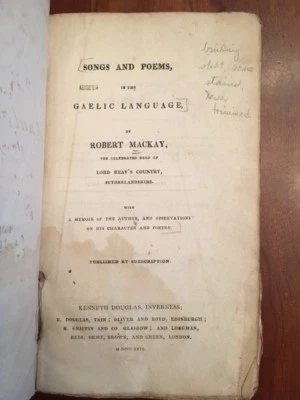 SONGS AND POEMS,
IN THE
GAELIC LANGUAGE,
BY
ROBERT MACKAY,
THE CELEBRATED BARD OF
LORD REAY'S COUNTRY,
SUTHERLANDSHIRE.
WITH
A MEMOIR OF THE AUTHOR, AND OBSERVATIONS
ON HIS CHARACTER AND POETRY.
PUBLISHED BY SUBSCRIPTION.
KENNETH DOUGLAS, INVERNESS;
DOUGLAS, TAIN; OLIVER AND BOYD, EDINBURGH;
R. GRIFFIN AND CO. GLASGOW; AND LONGMAN,
REES, ORME, BROWN, AND GREEN, LONDON.
binding
stains